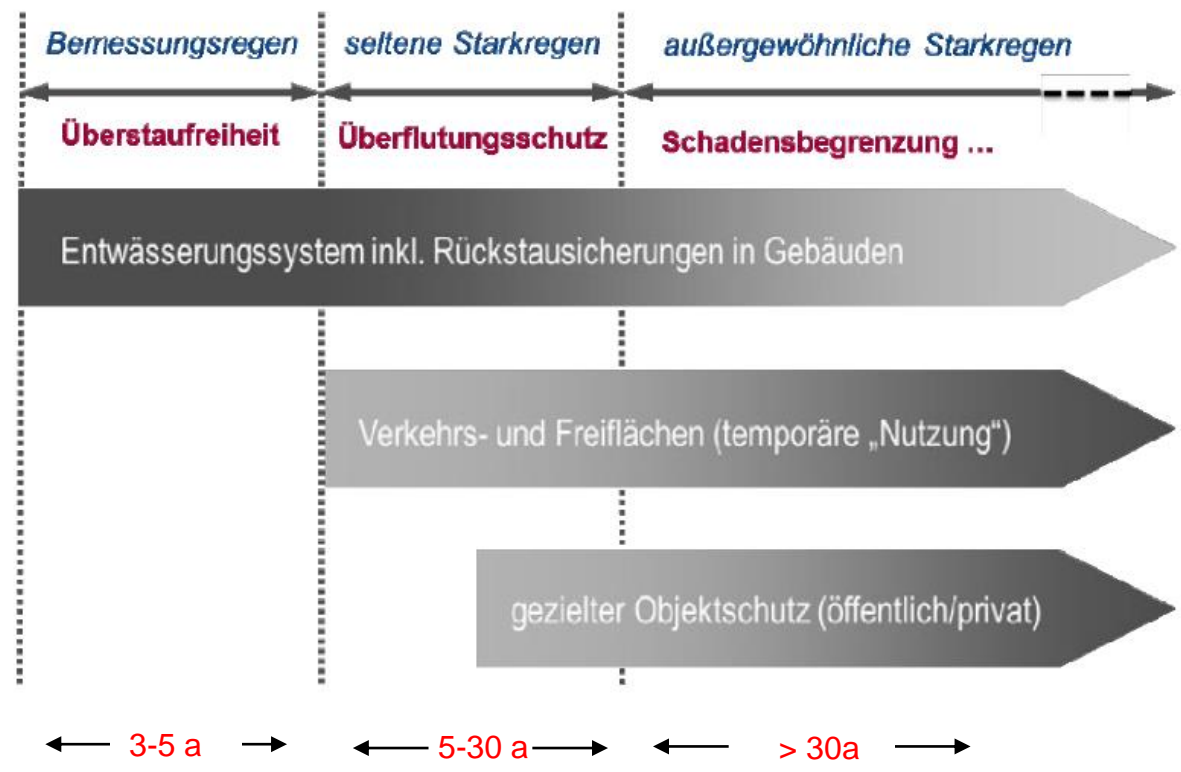 Bemessungsregen seltene Starkregen außergewöhnliche Starkregen
Überstaufreiheit Überflutungsschutz Schadensbegrenzung ...
Entwässerungssystem inkl. Rückstausicherungen in Gebäuden
Verkehrs- und Freiflächen (temporäre „Nutzung“)
gezielter Objektschutz (öffentlich/privat)
3-5 a 5-30 a > 30a